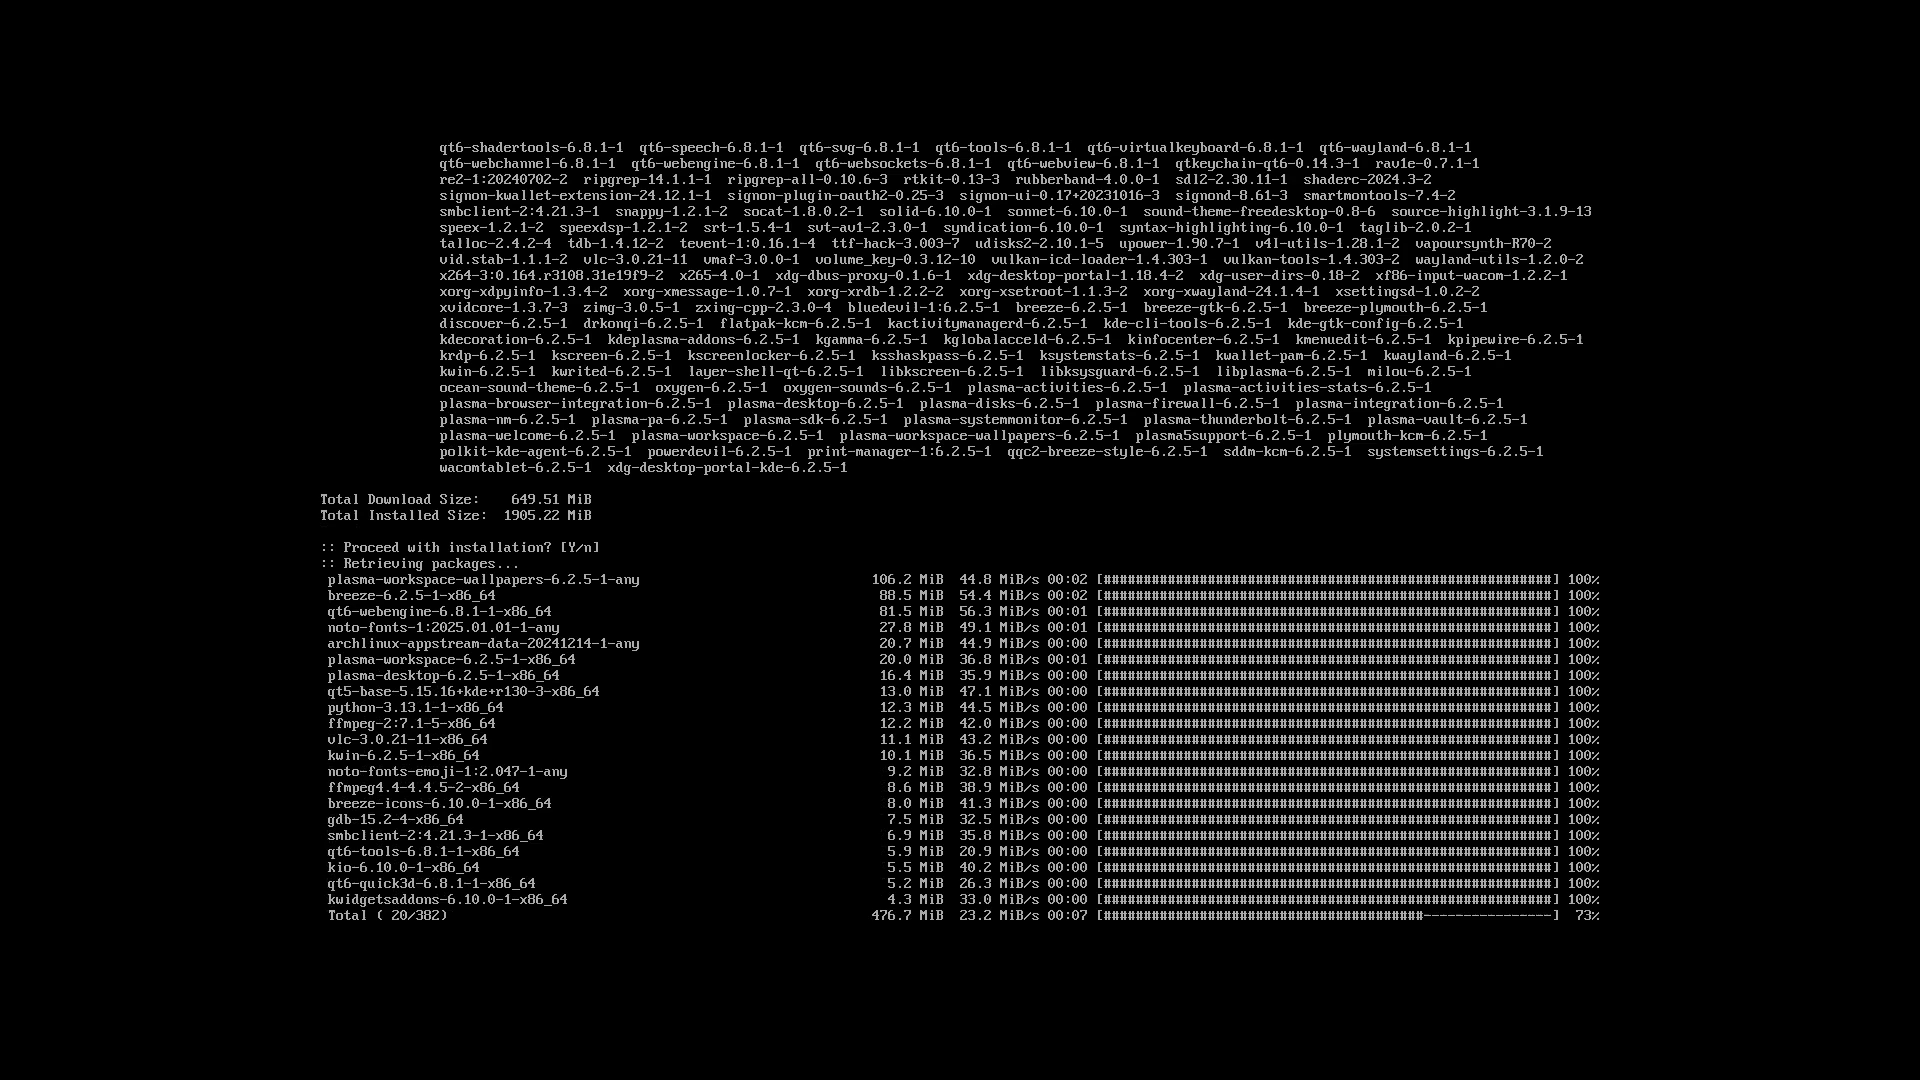 qt6-shadertools-6.8.1-1  qt6-speech-6.8.1-1  qt6-svg-6.8.1-1  qt6-tools-6.8.1-1  qt6-virtualkeyboard-6.8.1-1  qt6-wayland-6.8.1-1
qt6-webchannel-6.8.1-1  qt6-webengine-6.8.1-1  qt6-websockets-6.8.1-1  qt6-webview-6.8.1-1  qtkeychain-qt6-0.14.3-1  rav1e-0.7.1-1
re2-1:20240702-2  ripgrep-14.1.1-1  ripgrep-all-0.10.6-3  rtkit-0.13-3  rubberband-4.0.0-1  sdl2-2.30.11-1  shaderc-2024.3-2
signon-kwallet-extension-24.12.1-1  signon-plugin-oauth2-0.25-3  signon-ui-0.17+20231016-3  signond-8.61-3  smartmontools-7.4-2
smbclient-2:4.21.3-1  snappy-1.2.1-2  socat-1.8.0.2-1  solid-6.10.0-1  sonnet-6.10.0-1  sound-theme-freedesktop-0.8-6  source-highlight-3.1.9-13
speex-1.2.1-2  speexdsp-1.2.1-2  srt-1.5.4-1  svt-av1-2.3.0-1  syndication-6.10.0-1  syntax-highlighting-6.10.0-1  taglib-2.0.2-1
talloc-2.4.2-4  tdb-1.4.12-2  tevent-1:0.16.1-4  ttf-hack-3.003-7  udisks2-2.10.1-5  upower-1.90.7-1  v4l-utils-1.28.1-2  vapoursynth-R70-2
vid.stab-1.1.1-2  vlc-3.0.21-11  vmaf-3.0.0-1  volume_key-0.3.12-10  vulkan-icd-loader-1.4.303-1  vulkan-tools-1.4.303-2  wayland-utils-1.2.0-2
x264-3:0.164.r3108.31e19f9-2  x265-4.0-1  xdg-dbus-proxy-0.1.6-1  xdg-desktop-portal-1.18.4-2  xdg-user-dirs-0.18-2  xf86-input-wacom-1.2.2-1
xorg-xdpyinfo-1.3.4-2  xorg-xmessage-1.0.7-1  xorg-xrdb-1.2.2-2  xorg-xsetroot-1.1.3-2  xorg-xwayland-24.1.4-1  xsettingsd-1.0.2-2
xvidcore-1.3.7-3  zimg-3.0.5-1  zxing-cpp-2.3.0-4  bluedevil-1:6.2.5-1  breeze-6.2.5-1  breeze-gtk-6.2.5-1  breeze-plymouth-6.2.5-1
discover-6.2.5-1  drkonqi-6.2.5-1  flatpak-kcm-6.2.5-1  kactivitymanagerd-6.2.5-1  kde-cli-tools-6.2.5-1  kde-gtk-config-6.2.5-1
kdecoration-6.2.5-1  kdeplasma-addons-6.2.5-1  kgamma-6.2.5-1  kglobalacceld-6.2.5-1  kinfocenter-6.2.5-1  kmenuedit-6.2.5-1  kpipewire-6.2.5-1
krdp-6.2.5-1  kscreen-6.2.5-1  kscreenlocker-6.2.5-1  ksshaskpass-6.2.5-1  ksystemstats-6.2.5-1  kwallet-pam-6.2.5-1  kwayland-6.2.5-1
kwin-6.2.5-1  kwrited-6.2.5-1  layer-shell-qt-6.2.5-1  libkscreen-6.2.5-1  libksysguard-6.2.5-1  libplasma-6.2.5-1  milou-6.2.5-1
ocean-sound-theme-6.2.5-1  oxygen-6.2.5-1  oxygen-sounds-6.2.5-1  plasma-activities-6.2.5-1  plasma-activities-stats-6.2.5-1
plasma-browser-integration-6.2.5-1  plasma-desktop-6.2.5-1  plasma-disks-6.2.5-1  plasma-firewall-6.2.5-1  plasma-integration-6.2.5-1
plasma-nm-6.2.5-1  plasma-pa-6.2.5-1  plasma-sdk-6.2.5-1  plasma-systemmonitor-6.2.5-1  plasma-thunderbolt-6.2.5-1  plasma-vault-6.2.5-1
plasma-welcome-6.2.5-1  plasma-workspace-6.2.5-1  plasma-workspace-wallpapers-6.2.5-1  plasma5support-6.2.5-1  plymouth-kcm-6.2.5-1
polkit-kde-agent-6.2.5-1  powerdevil-6.2.5-1  print-manager-1:6.2.5-1  qqc2-breeze-style-6.2.5-1  sddm-kcm-6.2.5-1  systemsettings-6.2.5-1
wacomtablet-6.2.5-1  xdg-desktop-portal-kde-6.2.5-1
Total Download Size:    649.51 MiB
Total Installed Size:  1905.22 MiB
:: Proceed with installation? [Y/n]
:: Retrieving packages...
plasma-workspace-wallpapers-6.2.5-1-any 106.2 MiB 44.8 MiB/s 00:02 [########################################################] 100%
breeze-6.2.5-1-x86_64 88.5 MiB 54.4 MiB/s 00:02 [########################################################] 100%
qt6-webengine-6.8.1-1-x86_64 81.5 MiB 56.3 MiB/s 00:01 [########################################################] 100%
noto-fonts-1:2025.01.01-1-any 27.8 MiB 49.1 MiB/s 00:01 [########################################################] 100%
archlinux-appstream-data-20241214-1-any 20.7 MiB 44.9 MiB/s 00:00 [########################################################] 100%
plasma-workspace-6.2.5-1-x86_64 20.0 MiB 36.8 MiB/s 00:01 [########################################################] 100%
plasma-desktop-6.2.5-1-x86_64 16.4 MiB 35.9 MiB/s 00:00 [########################################################] 100%
qt5-base-5.15.16+kde+r130-3-x86_64 13.0 MiB 47.1 MiB/s 00:00 [########################################################] 100%
python-3.13.1-1-x86_64 12.3 MiB 44.5 MiB/s 00:00 [########################################################] 100%
ffmpeg-2:7.1-5-x86_64 12.2 MiB 42.0 MiB/s 00:00 [########################################################] 100%
vlc-3.0.21-11-x86_64 11.1 MiB 43.2 MiB/s 00:00 [########################################################] 100%
kwin-6.2.5-1-x86_64 10.1 MiB 36.5 MiB/s 00:00 [########################################################] 100%
noto-fonts-emoji-1:2.047-1-any 9.2 MiB 32.8 MiB/s 00:00 [########################################################] 100%
ffmpeg4.4-4.4.5-2-x86_64 8.6 MiB 38.9 MiB/s 00:00 [########################################################] 100%
breeze-icons-6.10.0-1-x86_64 8.0 MiB 41.3 MiB/s 00:00 [########################################################] 100%
gdb-15.2-4-x86_64 7.5 MiB 32.5 MiB/s 00:00 [########################################################] 100%
smbclient-2:4.21.3-1-x86_64 6.9 MiB 35.8 MiB/s 00:00 [########################################################] 100%
qt6-tools-6.8.1-1-x86_64 5.9 MiB 20.9 MiB/s 00:00 [########################################################] 100%
kio-6.10.0-1-x86_64 5.5 MiB 40.2 MiB/s 00:00 [########################################################] 100%
qt6-quick3d-6.8.1-1-x86_64 5.2 MiB 26.3 MiB/s 00:00 [########################################################] 100%
kwidgetsaddons-6.10.0-1-x86_64 4.3 MiB 33.0 MiB/s 00:00 [########################################################] 100%
Total ( 20/382) 476.7 MiB 23.2 MiB/s 00:07 [########################################----------------] 73%